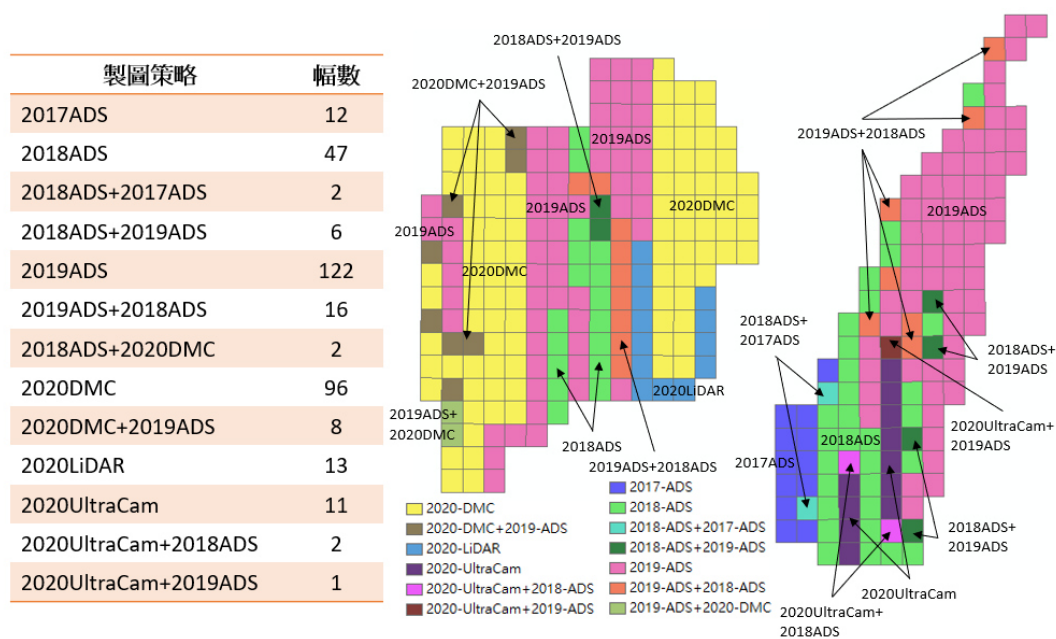 製圖策略 幅數
2017ADS 12
2018ADS 47
2018ADS+2017ADS 2
2018ADS+2019ADS 6
2019ADS 122
2019ADS+2018ADS 16
2018ADS+2020DMC 2
2020DMC 96
2020DMC+2019ADS 8
2020LiDAR 13
2020UltraCam 11
2020UltraCam+2018ADS 2
2020UltraCam+2019ADS 1
2018ADS+2019ADS
2020DMC+2019ADS
2019ADS
2019ADS
2020DMC
2019ADS
2020DMC
2020LiDAR
2019ADS+
2020DMC
2018ADS
2019ADS+2018ADS
2020-DMC
2020-DMC+2019-ADS
2020-LiDAR
2020-UltraCam
2020-UltraCam+2018-ADS
2020-UltraCam+2019-ADS
2017-ADS
2018-ADS
2018-ADS+2017-ADS
2018-ADS+2019-ADS
2019-ADS
2019-ADS+2018-ADS
2019-ADS+2020-DMC
2019ADS+2018ADS
2019ADS
2018ADS+
2017ADS
2018ADS+
2019ADS
2020UltraCam+
2019ADS
2018ADS
2017ADS
2018ADS+
2019ADS
2020UltraCam
2020UltraCam+
2018ADS